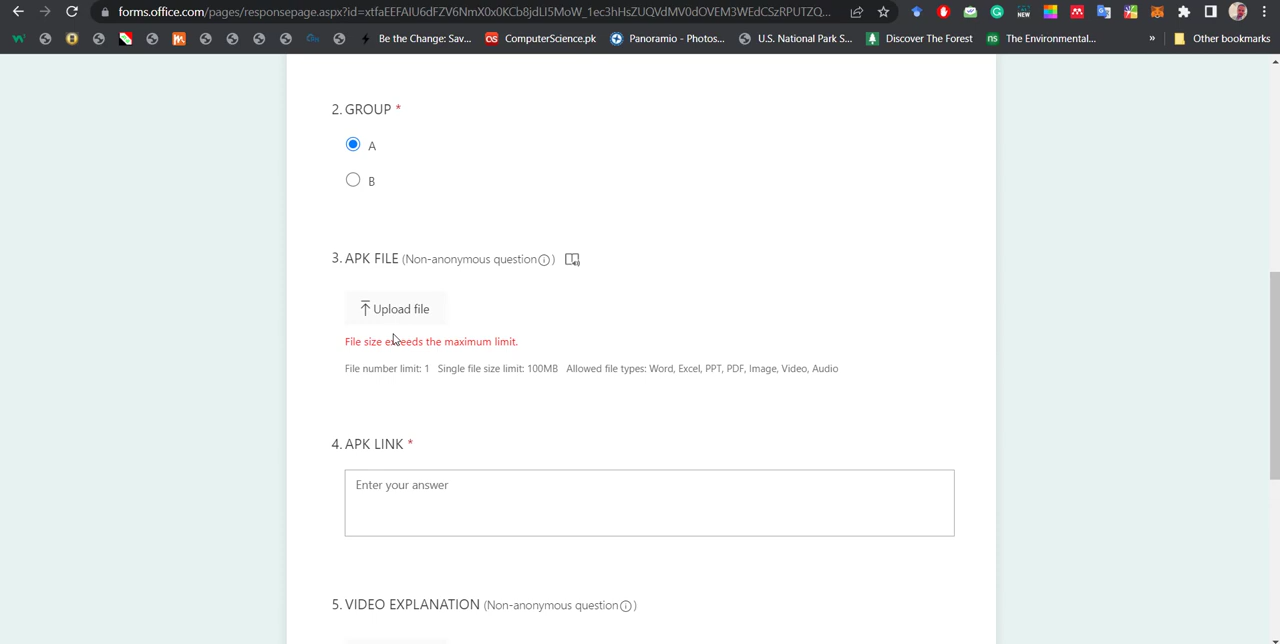 forms.office.com/pages/responsepage.aspx?id=xtfaEEFAIU6dFZV6NmX0x0KCb8jdLI5MoW_1ec3hHsZUQVdMV0dOVEM3WEdCSzRPUTZQ...
Be the Change: Sav... ComputerScience.pk Panoramio - Photos... U.S. National Park S... Discover The Forest The Environmental... » Other bookmarks
2. GROUP *
A
B
3. APK FILE (Non-anonymous question)
Upload file
File size exceeds the maximum limit.
File number limit: 1 Single file size limit: 100MB Allowed file types: Word, Excel, PPT, PDF, Image, Video, Audio
4. APK LINK *
Enter your answer
5. VIDEO EXPLANATION (Non-anonymous question)